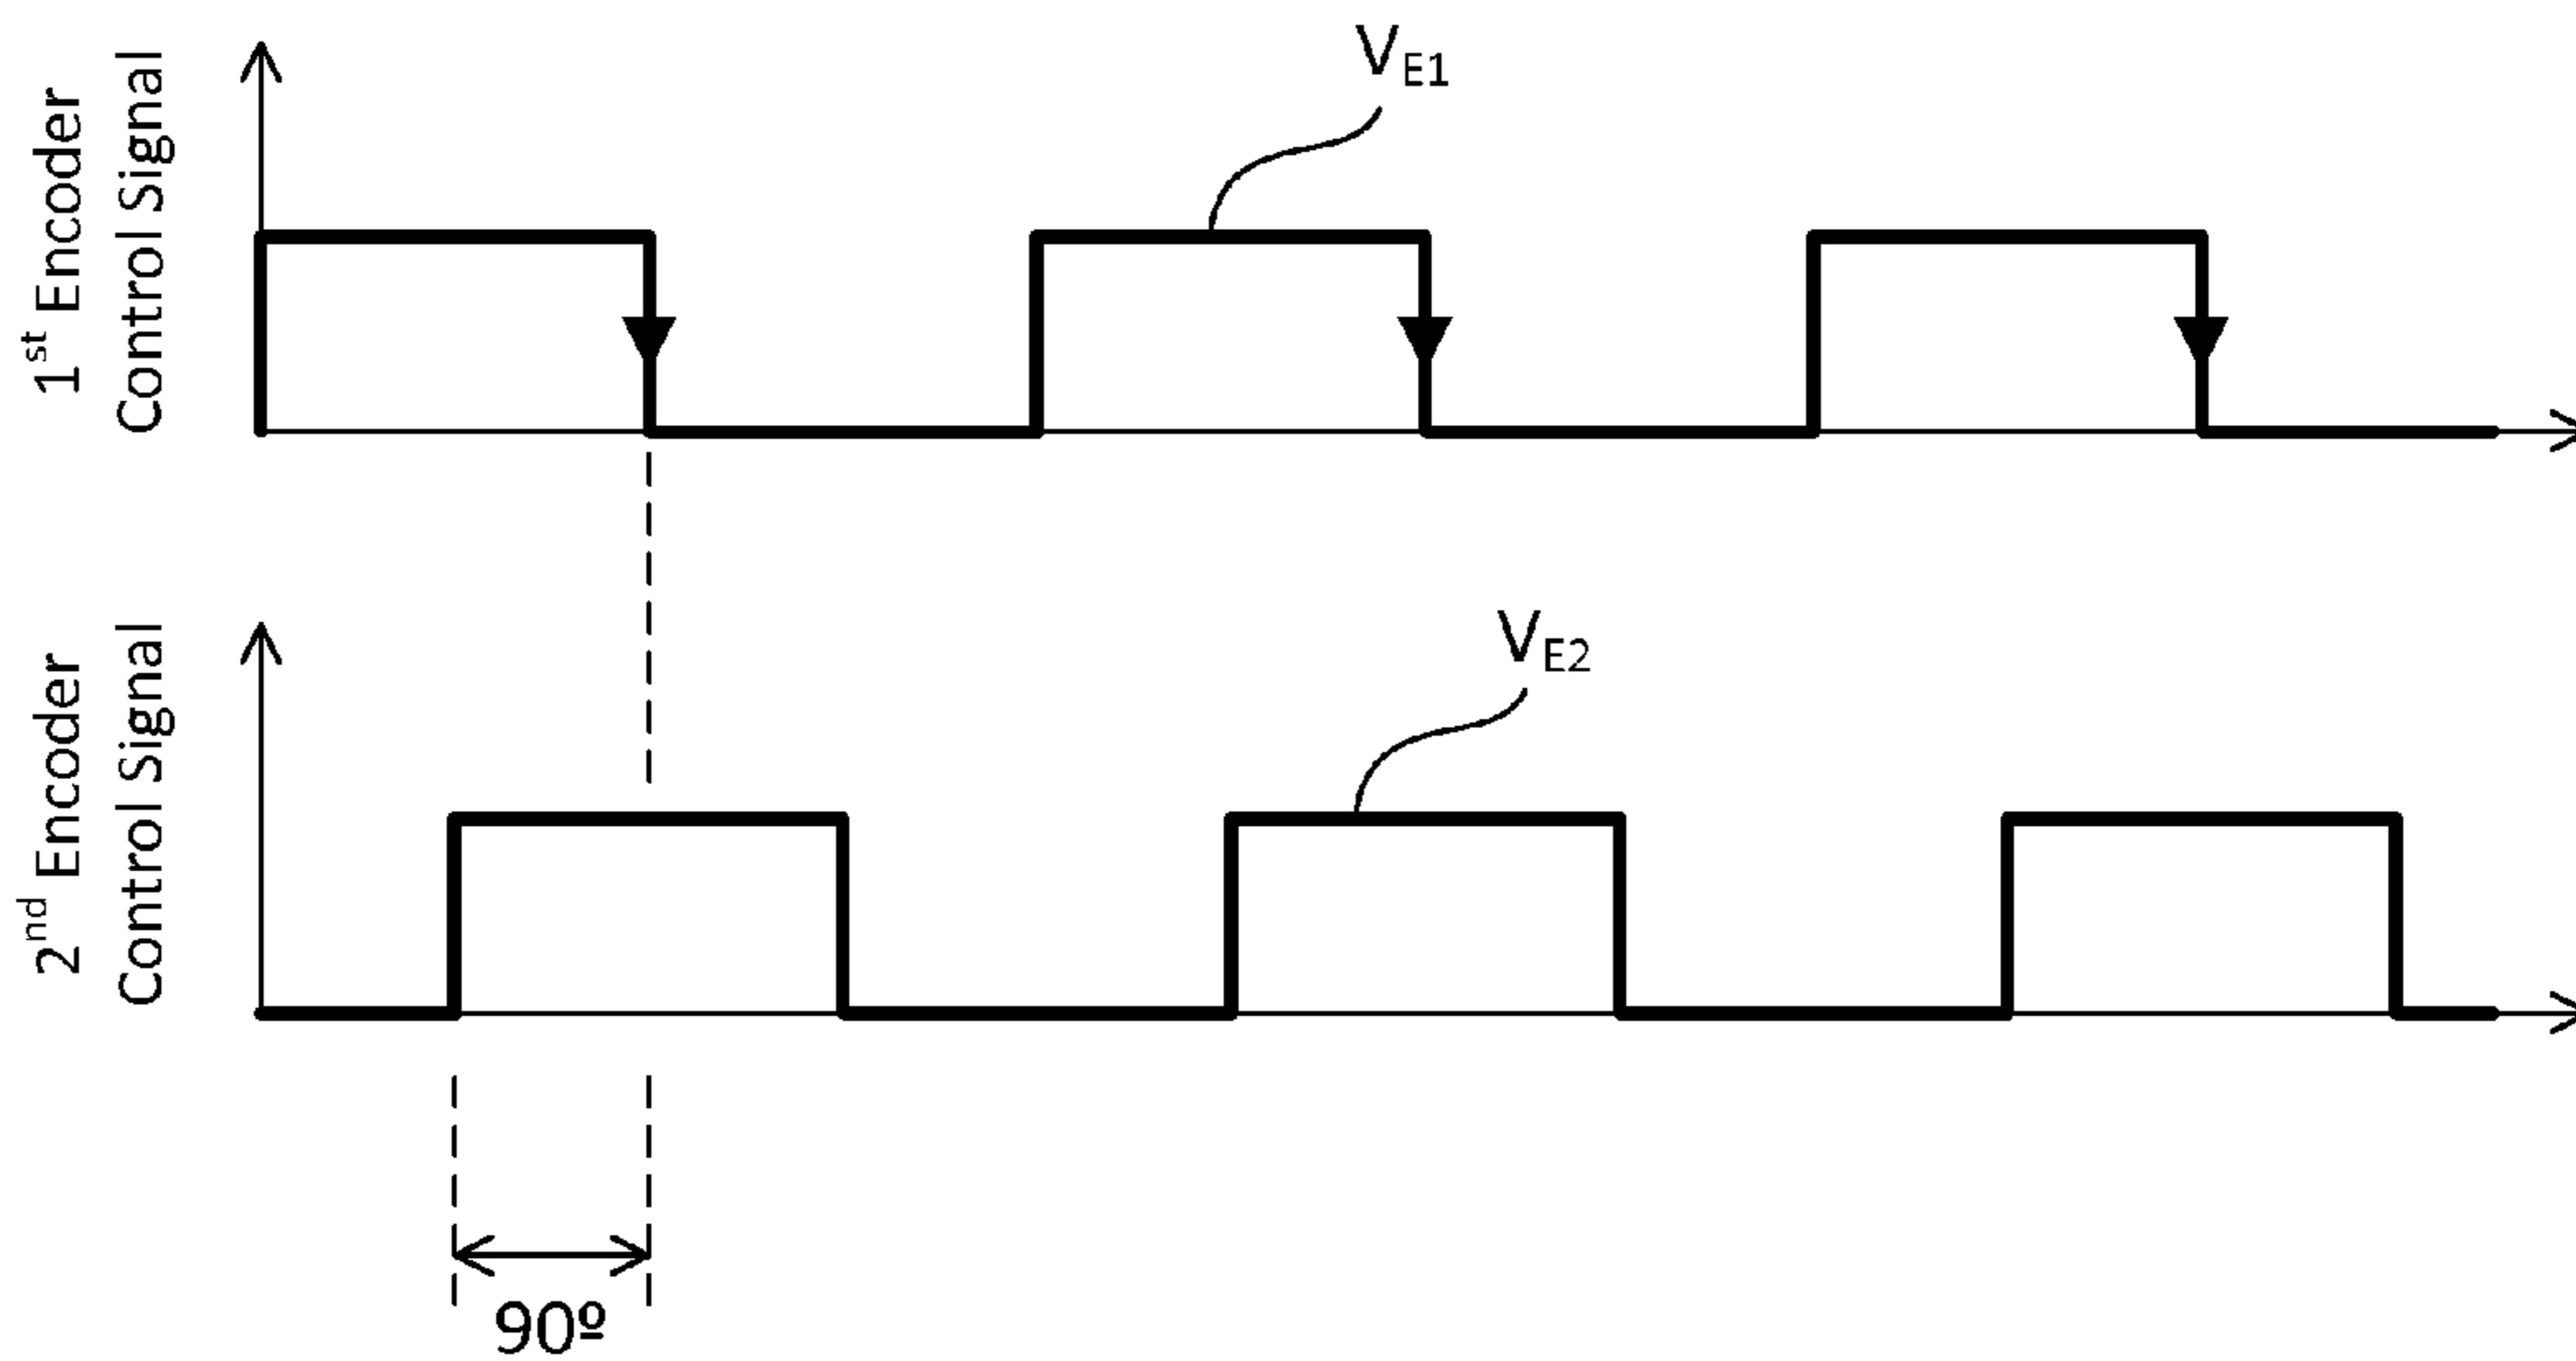 1st Encoder
Control Signal
VE1
2nd Encoder
Control Signal
VE2
90º